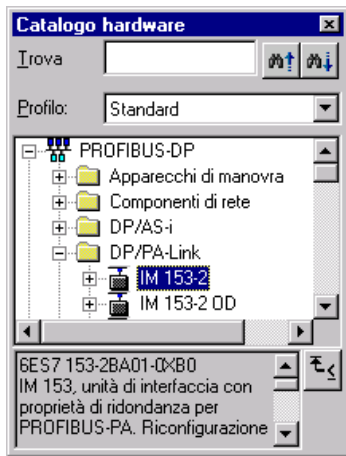 Catalogo hardware
Trova
Profilo: Standard
PROFIBUS-DP
Apparecchi di manovra
Componenti di rete
DP/AS-i
DP/PA-Link
IM 153-2
IM 153-2 OD
6ES7 153-2BA01-0XB0
IM 153, unità di interfaccia con
proprietà di ridondanza per
PROFIBUS-PA. Riconfigurazione